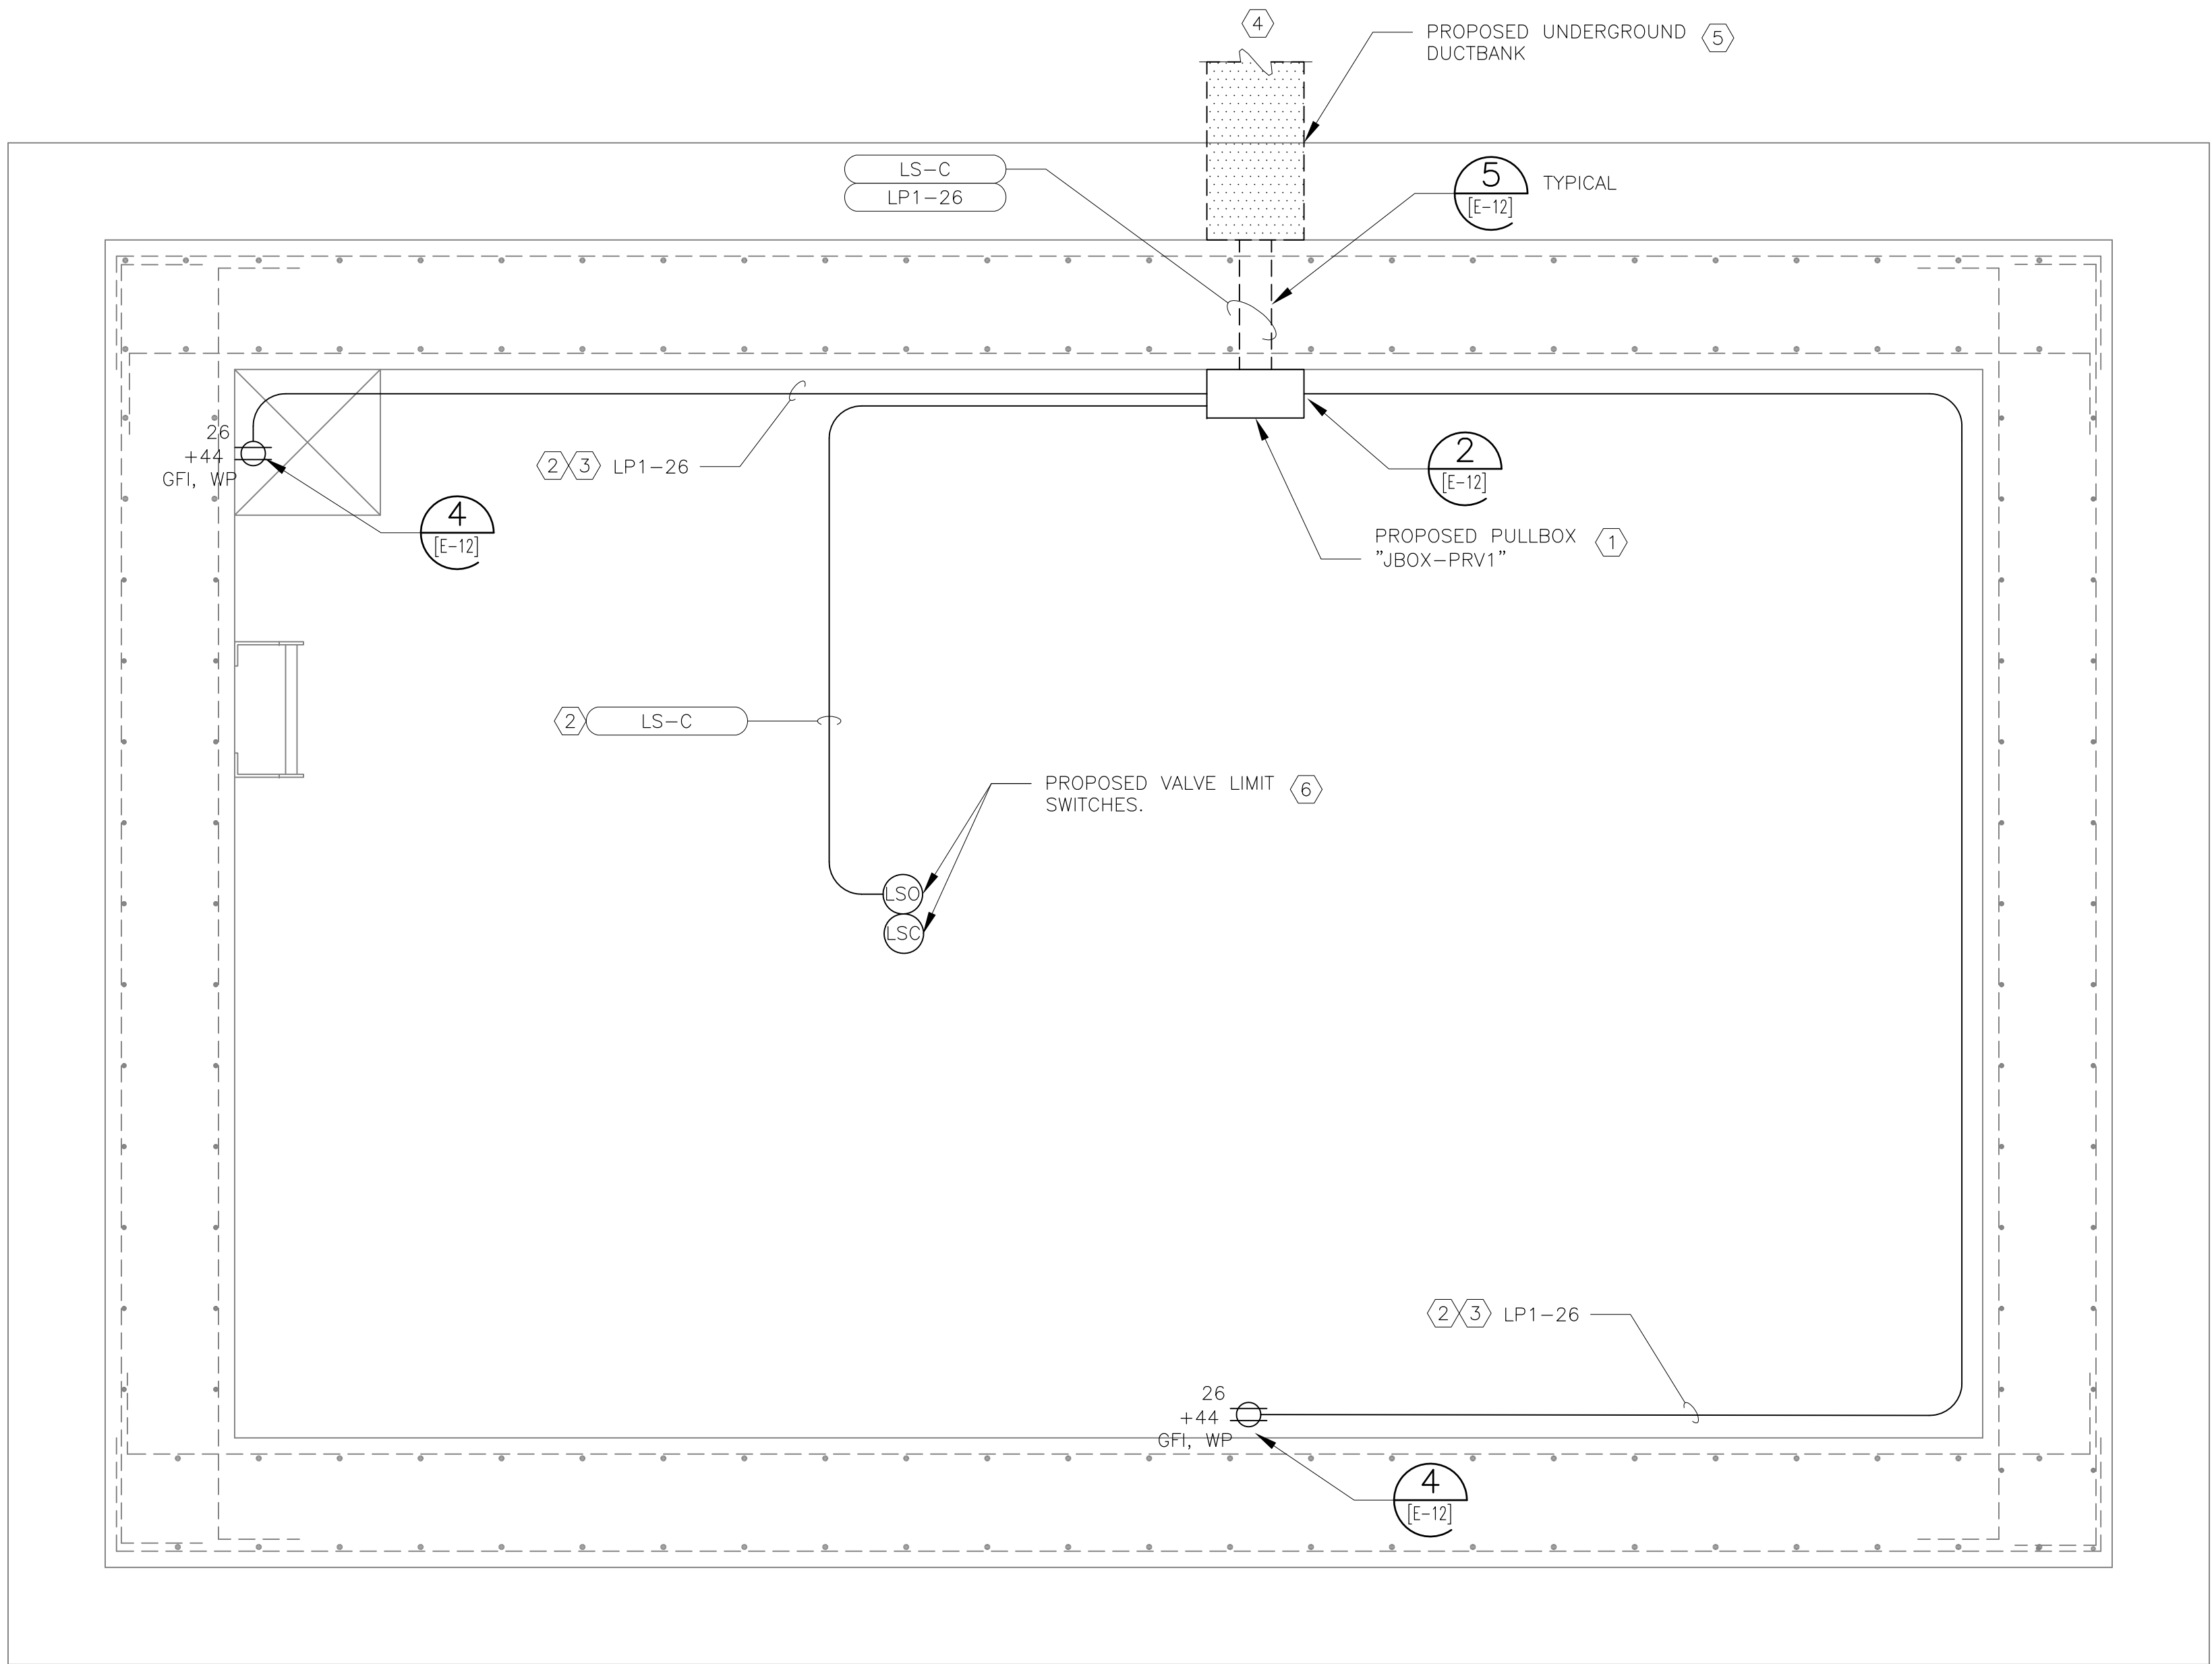 4
PROPOSED UNDERGROUND
DUCTBANK
5
LS-C
LP1-26
5
[E-12]
TYPICAL
26
+44
GFI, WP
2 3 LP1-26
2
[E-12]
4
[E-12]
PROPOSED PULLBOX
"JBOX-PRV1"
1
2 LS-C
PROPOSED VALVE LIMIT
SWITCHES.
6
LSO
LSC
2 3 LP1-26
26
+44
GFI, WP
4
[E-12]